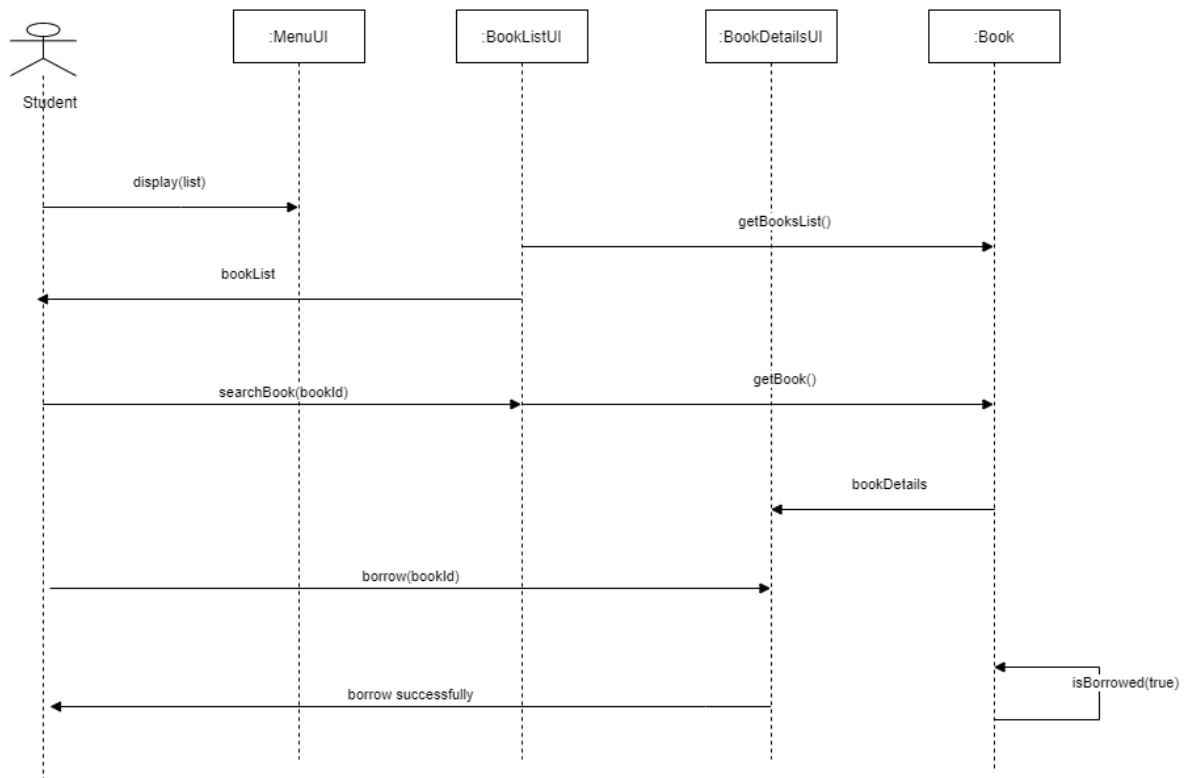 :MenuUI
:BookListUI
:BookDetailsUI
:Book
Student
display(list)
getBooksList()
bookList
getBook()
searchBook(bookId)
bookDetails
borrow(bookId)
isBorrowed(true)
borrow successfully